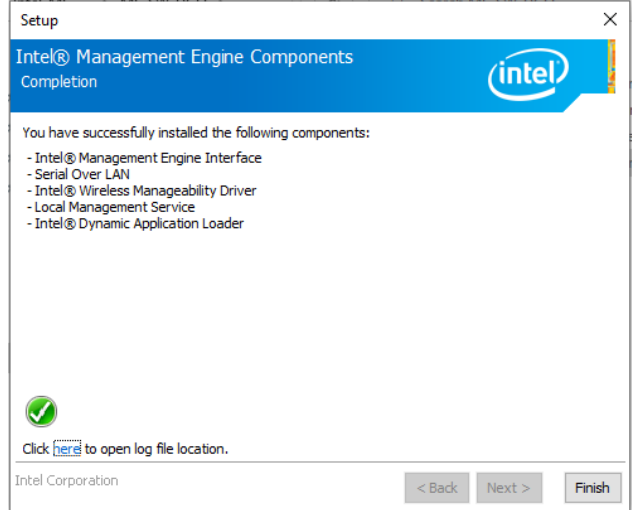 Setup
Intel® Management Engine Components
Completion
intel
You have successfully installed the following components:
- Intel® Management Engine Interface
- Serial Over LAN
- Intel® Wireless Manageability Driver
- Local Management Service
- Intel® Dynamic Application Loader
Click here to open log file location.
Intel Corporation
< Back Next > Finish